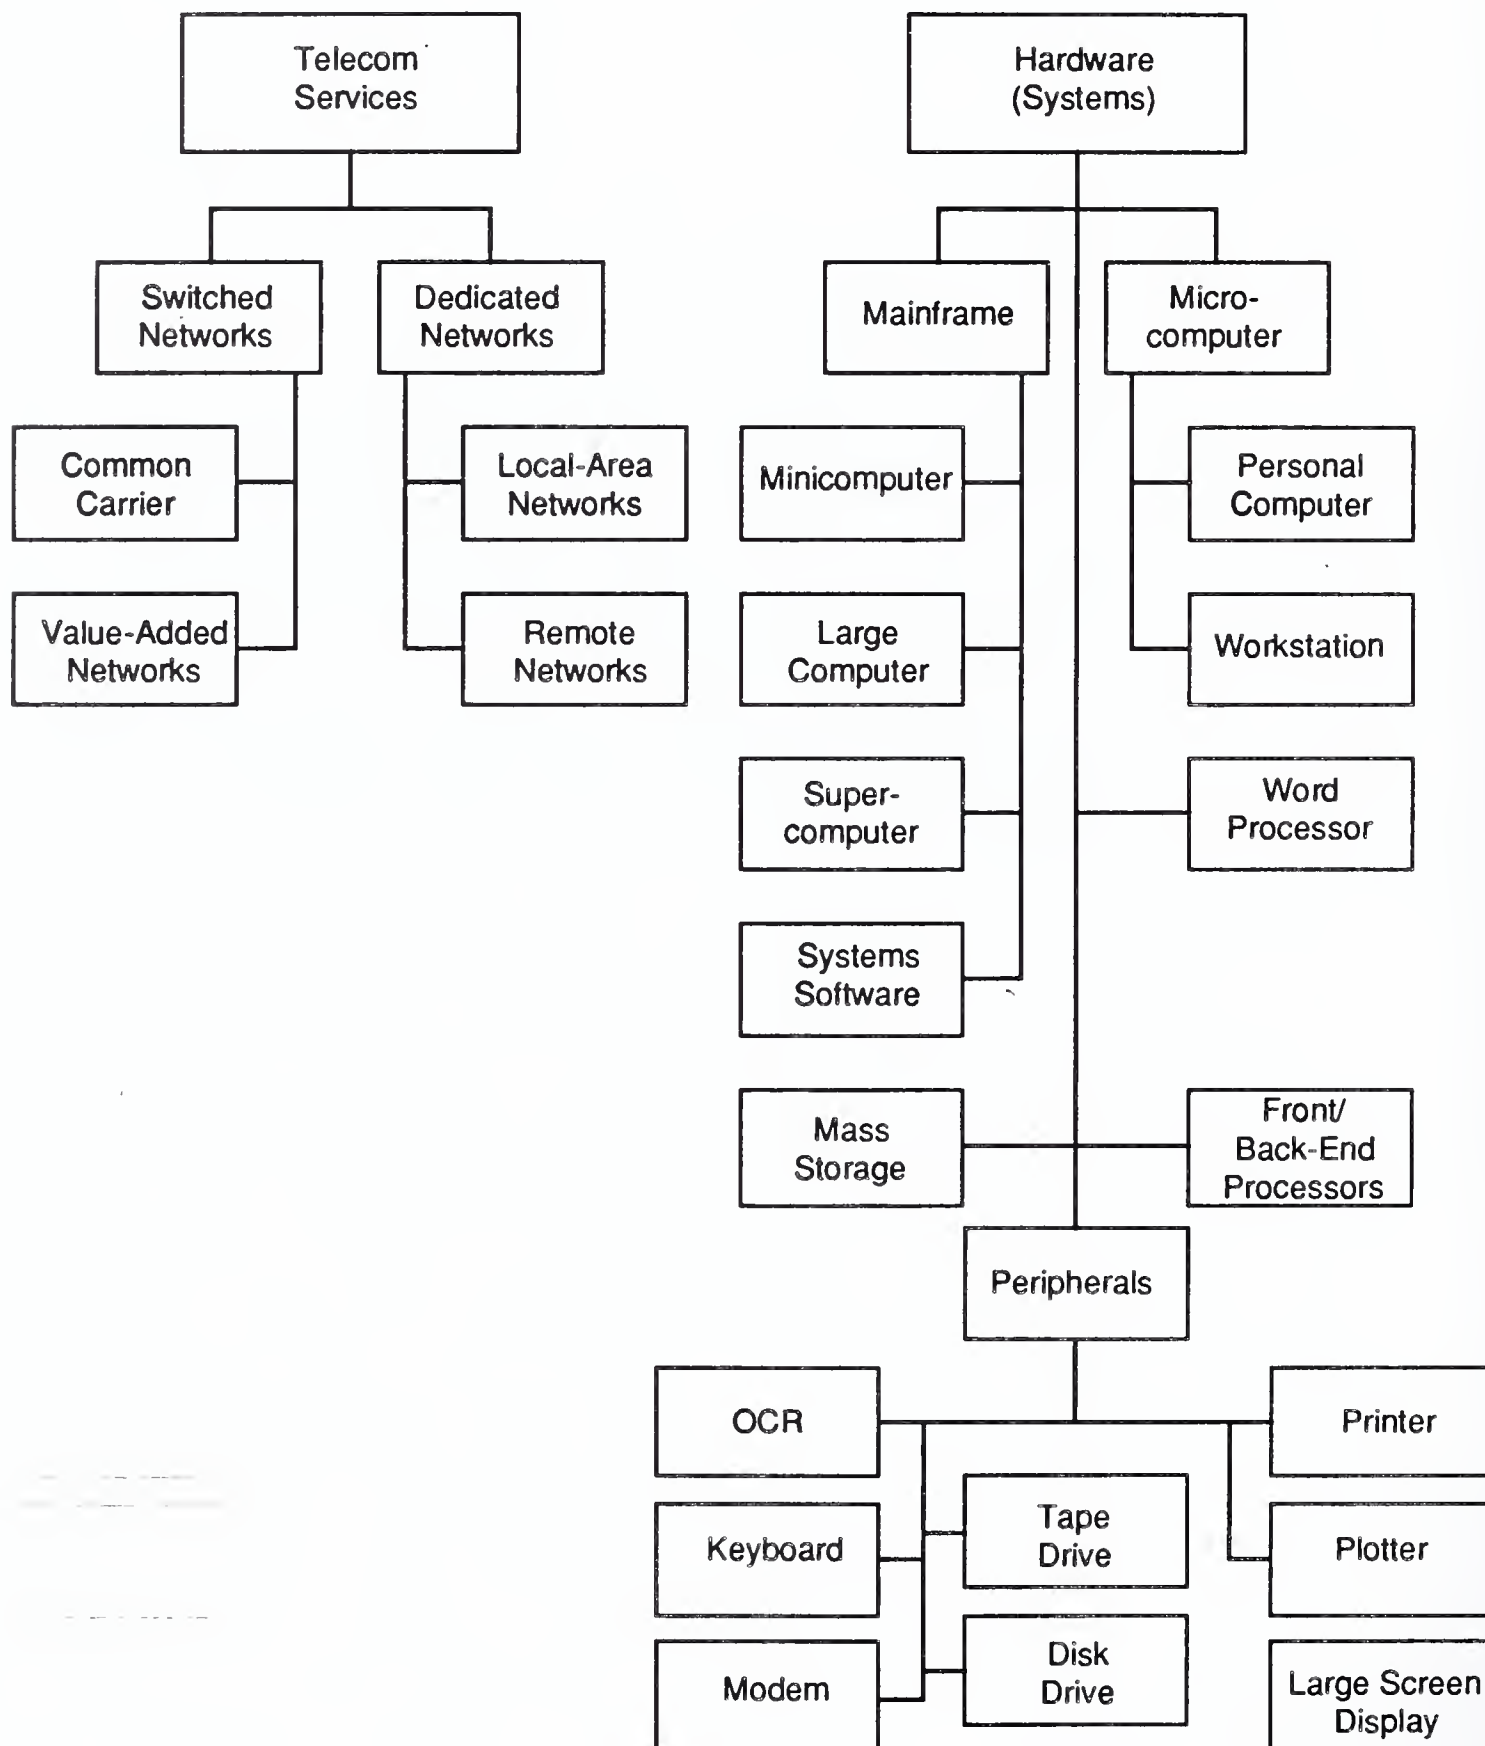 Telecom
Services
Hardware
(Systems)
Switched
Networks
Dedicated
Networks
Mainframe
Micro-
computer
Common
Carrier
Local-Area
Networks
Minicomputer
Personal
Computer
Value-Added
Networks
Remote
Networks
Large
Computer
Workstation
Super-
computer
Word
Processor
Systems
Software
Mass
Storage
Front/
Back-End
Processors
Peripherals
OCR
Printer
Keyboard
Tape
Drive
Plotter
Modem
Disk
Drive
Large Screen
Display